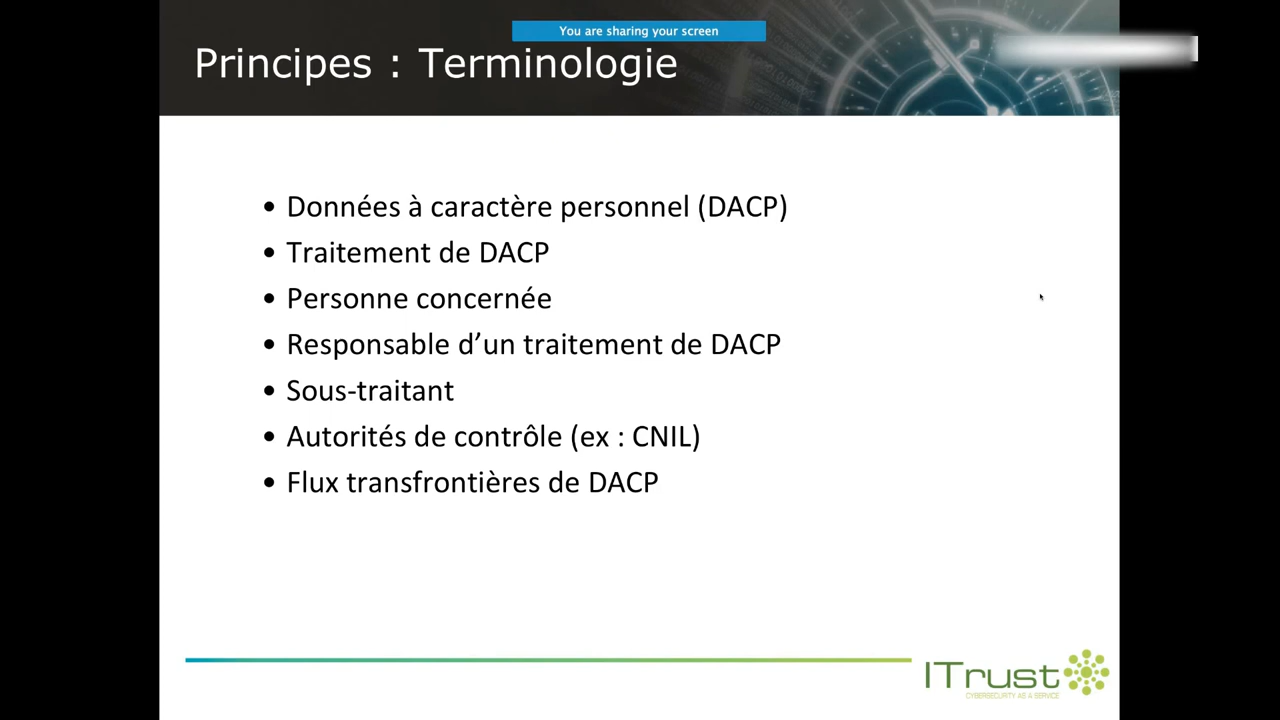 You are sharing your screen
Principes : Terminologie
• Données à caractère personnel (DACP)
• Traitement de DACP
• Personne concernée
• Responsable d’un traitement de DACP
• Sous-traitant
• Autorités de contrôle (ex : CNIL)
• Flux transfrontières de DACP
ITrust
CYBERSECURITY AS A SERVICE